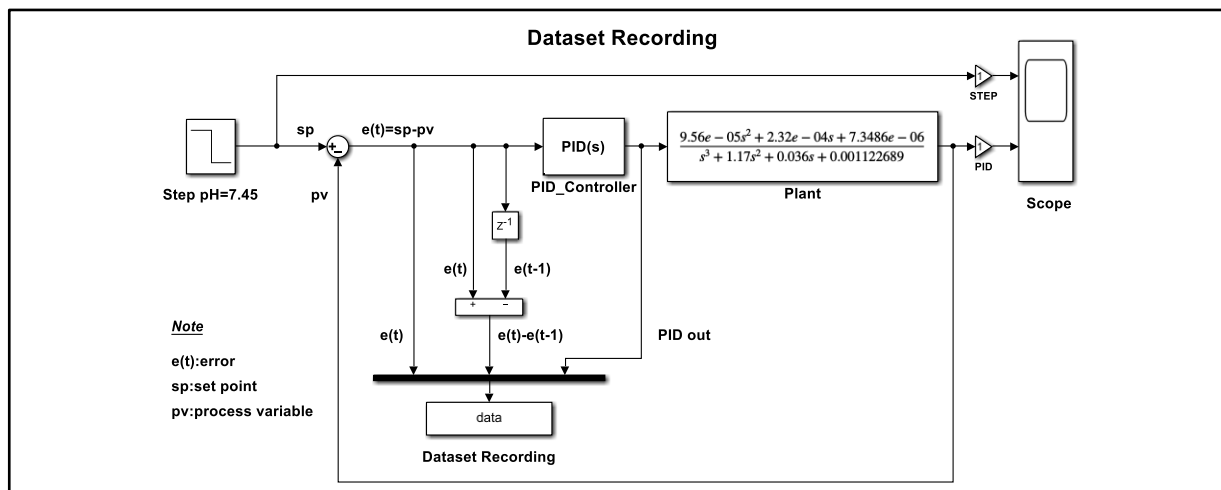 Dataset Recording
1
STEP
sp
e(t)=sp-pv
+
−
PID(s)
9.56e − 05s² + 2.32e − 04s + 7.3486e − 06
s³ + 1.17s² + 0.036s + 0.001122689
1
PID
Step pH=7.45
pv
PID_Controller
Plant
Scope
z⁻¹
e(t)
e(t-1)
+ −
Note
e(t)
e(t)-e(t-1)
PID out
e(t):error
sp:set point
pv:process variable
data
Dataset Recording